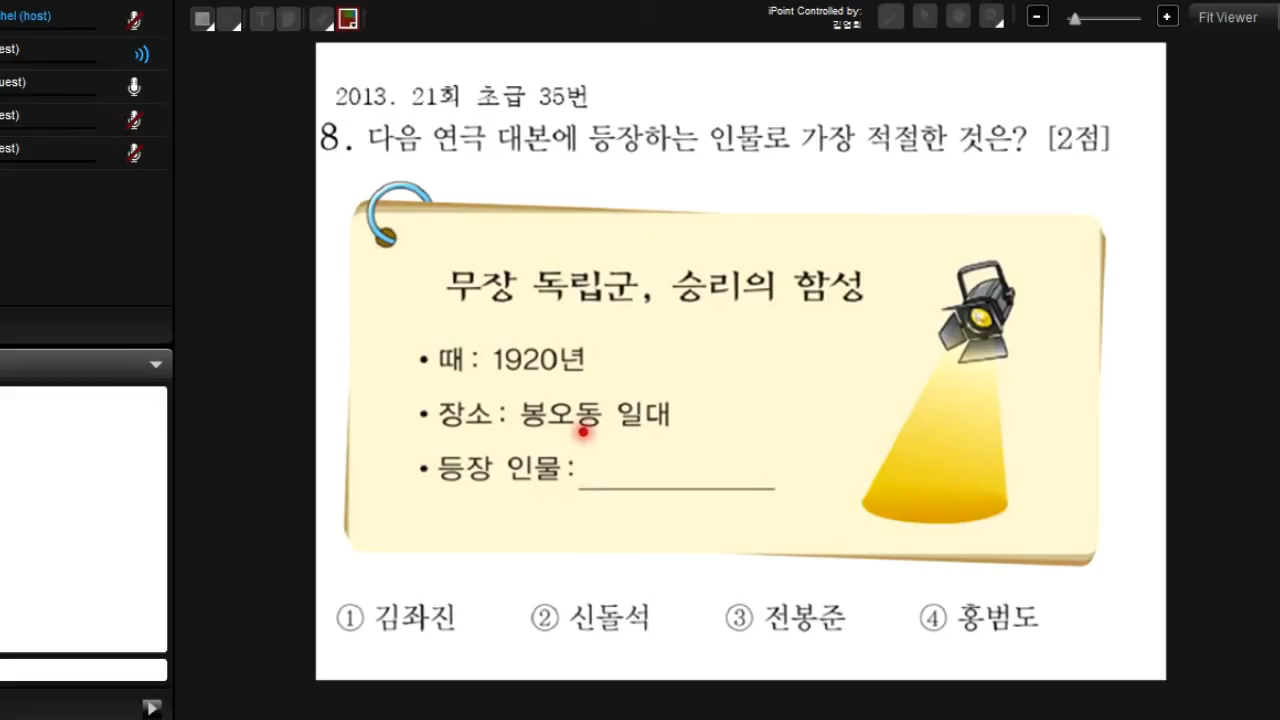 hel (host)
est)
uest)
est)
est)
iPoint Controlled by:
김영희
Fit Viewer
2013. 21회 초급 35번
8. 다음 연극 대본에 등장하는 인물로 가장 적절한 것은? [2점]
무장 독립군, 승리의 함성
• 때 : 1920년
• 장소 : 봉오동 일대
• 등장 인물 :
① 김좌진 ② 신돌석 ③ 전봉준 ④ 홍범도